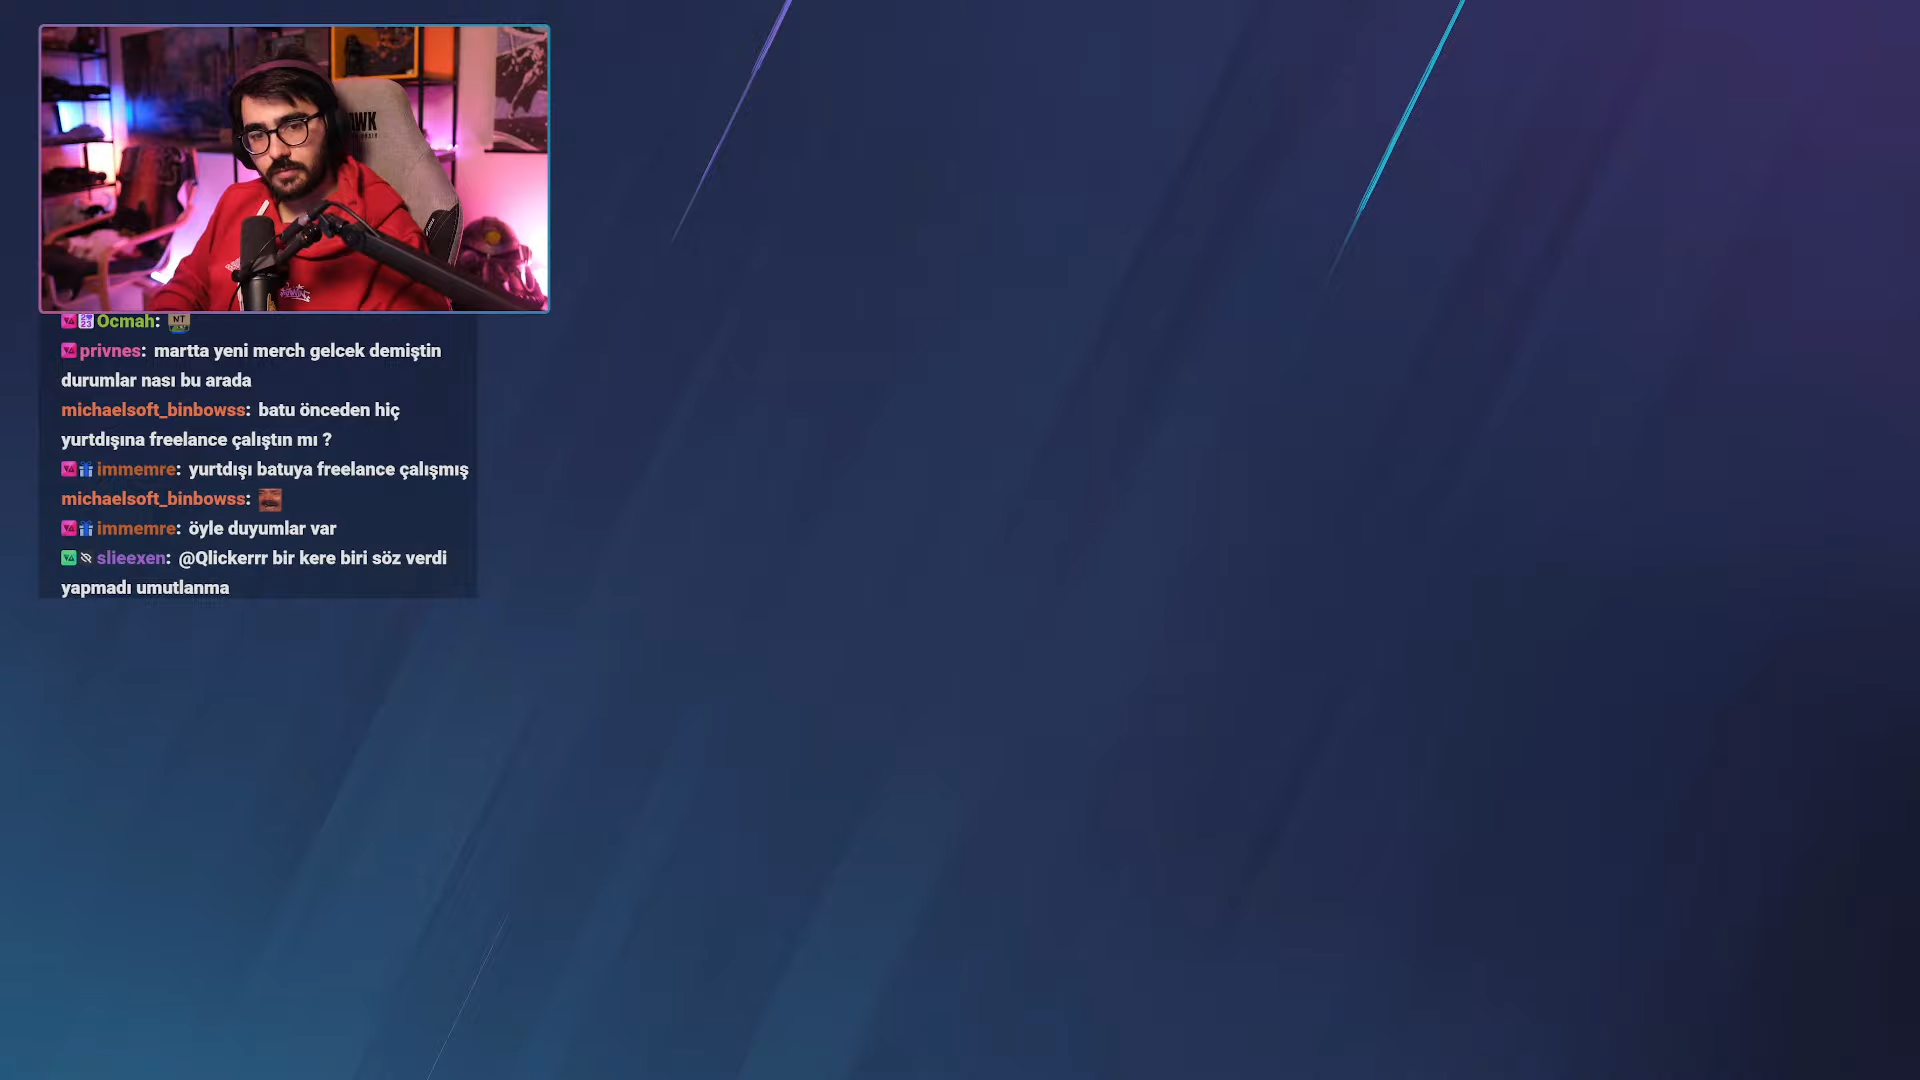 AWK
Ocmah: NT
privnes: martta yeni merch gelcek demiştin
durumlar nası bu arada
michaelsoft_binbowss: batu önceden hiç
yurtdışına freelance çalıştın mı ?
immemre: yurtdışı batuya freelance çalışmış
michaelsoft_binbowss:
immemre: öyle duyumlar var
slieexen: @Qlickerrr bir kere biri söz verdi
yapmadı umutlanma